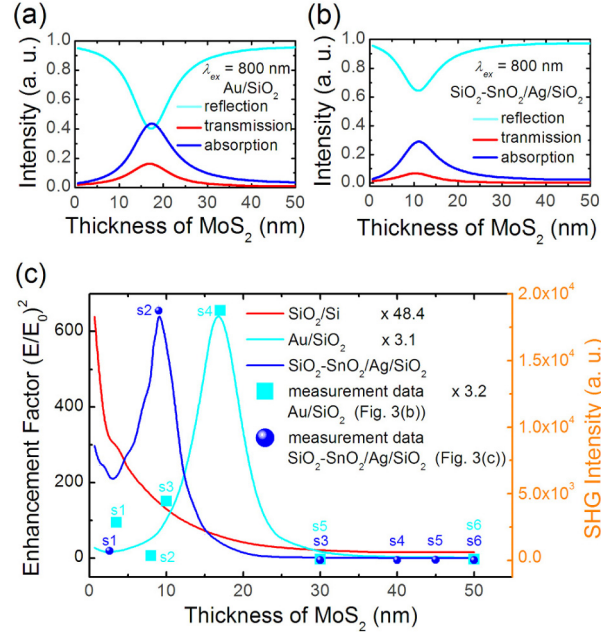 (a)
Intensity (a. u.)
1.0
0.8
0.6
0.4
0.2
0.0
λex = 800 nm
Au/SiO2
reflection
transmission
absorption
0 10 20 30 40 50
Thickness of MoS2 (nm)
(b)
Intensity (a. u.)
1.0
0.8
0.6
0.4
0.2
0.0
λex = 800 nm
SiO2-SnO2/Ag/SiO2
reflection
tranmission
absorption
0 10 20 30 40 50
Thickness of MoS2 (nm)
(c)
Enhancement Factor (E/E0)2
600
400
200
0
SiO2/Si x 48.4
Au/SiO2 x 3.1
SiO2-SnO2/Ag/SiO2
measurement data x 3.2
Au/SiO2 (Fig. 3(b))
measurement data
SiO2-SnO2/Ag/SiO2 (Fig. 3(c))
s2
s4
s1
s3
s1
s2
s5
s3
s4
s5
s6
s6
0 10 20 30 40 50
Thickness of MoS2 (nm)
2.0x10^4
1.5x10^4
1.0x10^4
5.0x10^3
0.0
SHG Intensity (a. u.)